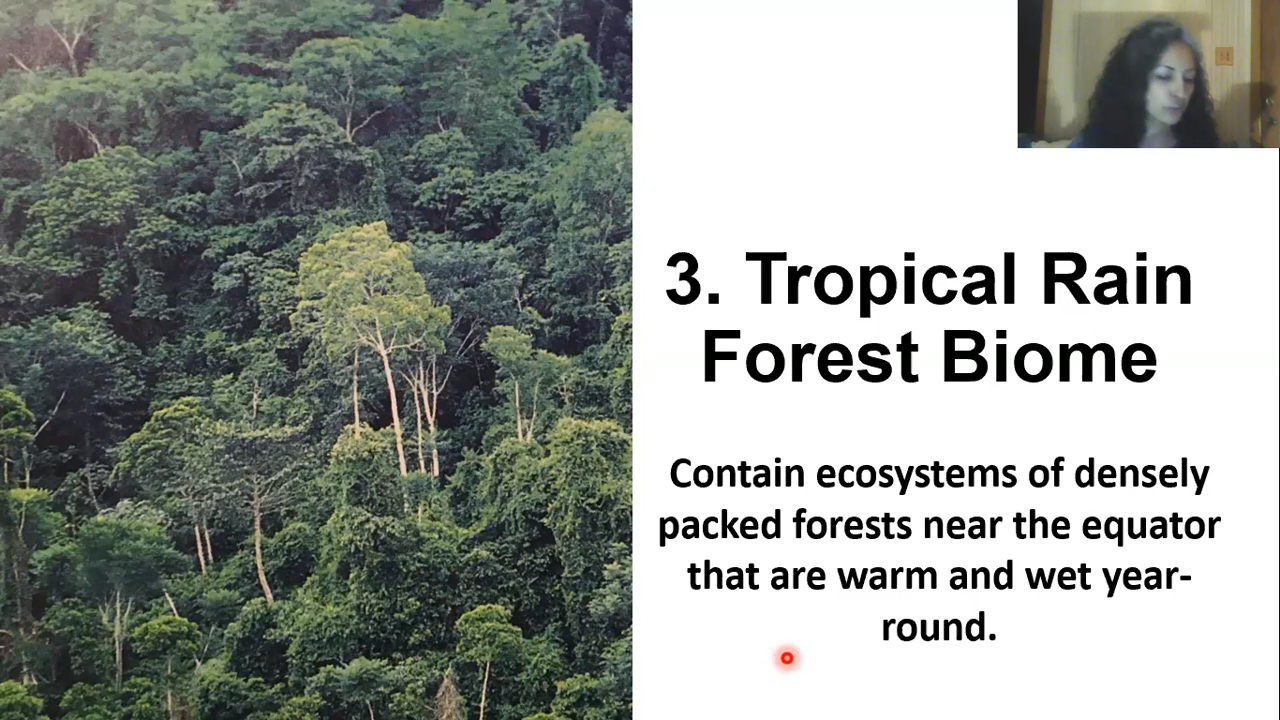 3. Tropical Rain
Forest Biome
Contain ecosystems of densely
packed forests near the equator
that are warm and wet year-
round.